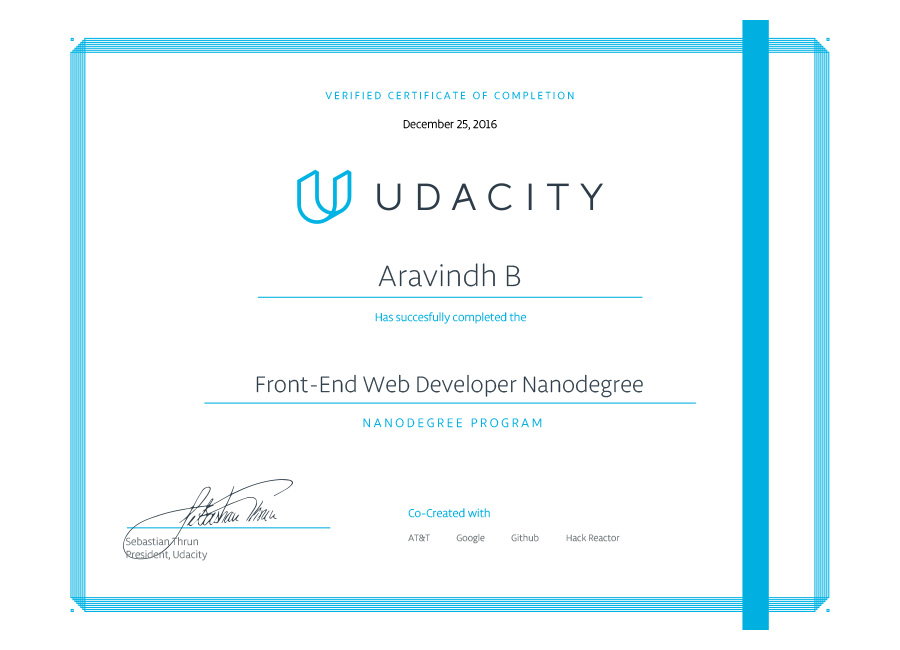 VERIFIED CERTIFICATE OF COMPLETION
December 25, 2016
UDACITY
Aravindh B
Has succesfully completed the
Front-End Web Developer Nanodegree
NANODEGREE PROGRAM
Sebastian Thrun
Sebastian Thrun
President, Udacity
Co-Created with
AT&T Google Github Hack Reactor